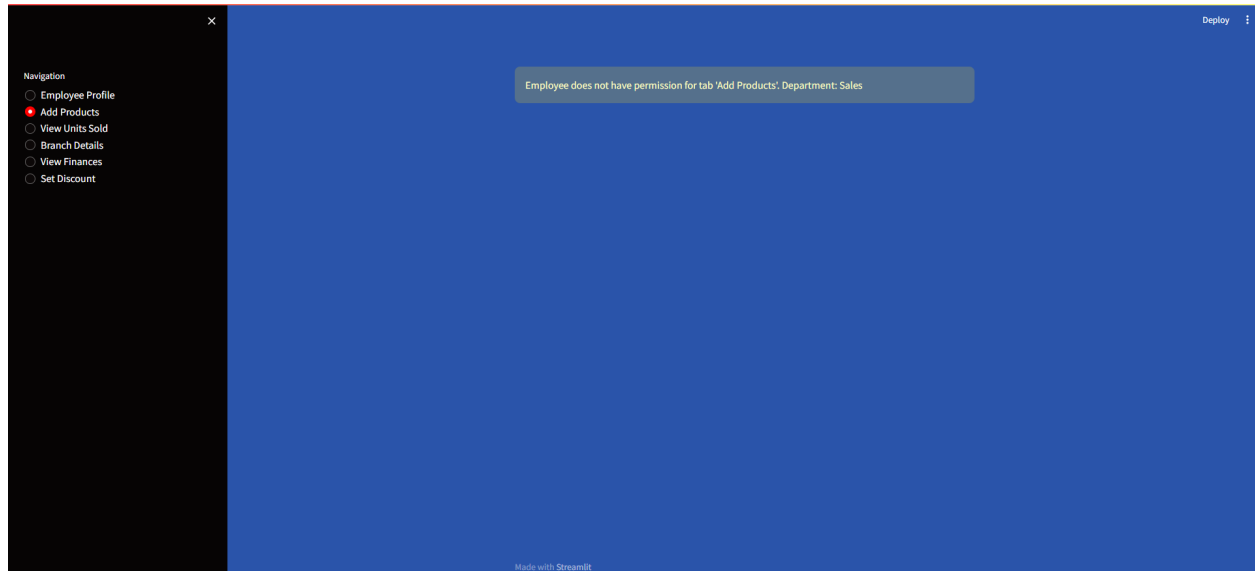 Deploy
Navigation
Employee Profile
Add Products
View Units Sold
Branch Details
View Finances
Set Discount
Employee does not have permission for tab 'Add Products'. Department: Sales
Made with Streamlit